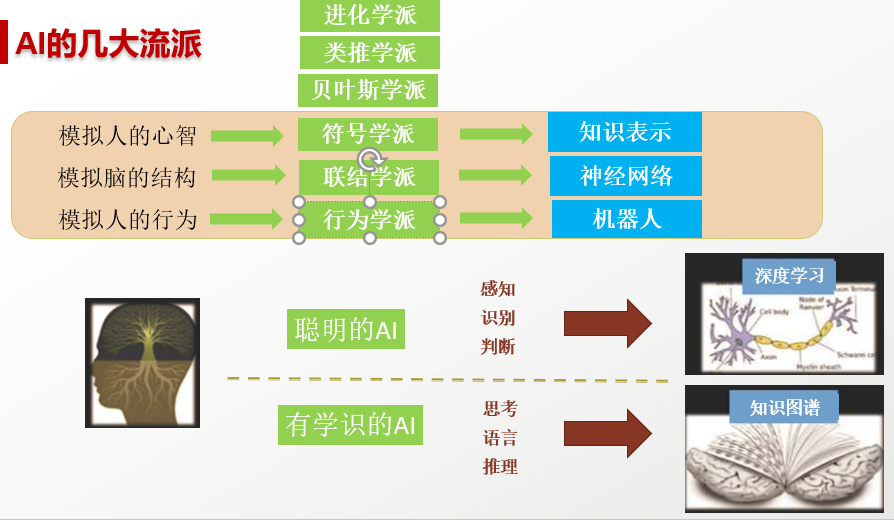 AI的几大流派
进化学派
类推学派
贝叶斯学派
模拟人的心智
符号学派
知识表示
模拟脑的结构
联结学派
神经网络
模拟人的行为
行为学派
机器人
聪明的AI
感知
识别
判断
深度学习
Axon Terminal
Node of
Ranvier
Cell body
Axon
Schwann cell
Myelin sheath
有学识的AI
思考
语言
推理
知识图谱